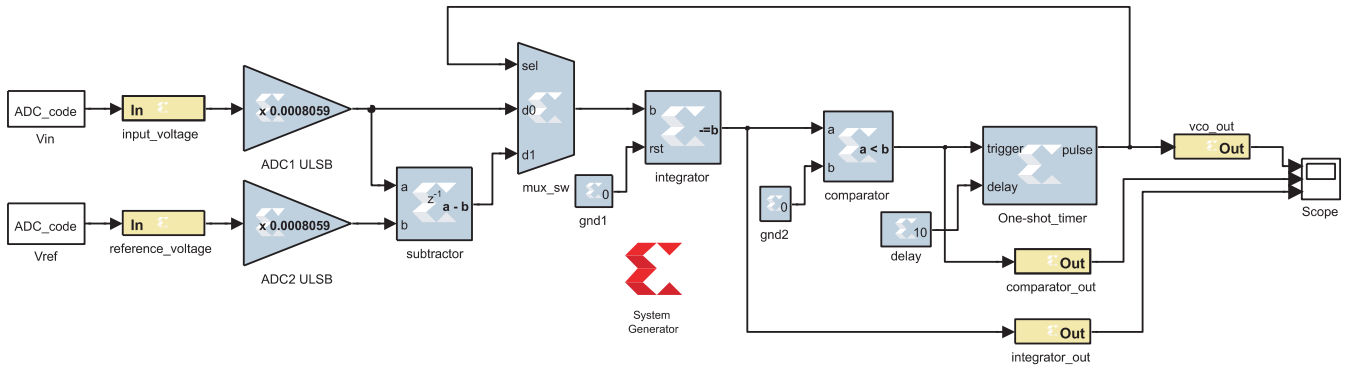 ADC_code
Vin
In
input_voltage
x 0.0008059
ADC1 ULSB
ADC_code
Vref
In
reference_voltage
x 0.0008059
ADC2 ULSB
a
b
z-1
a - b
subtractor
sel
d0
d1
mux_sw
0
gnd1
b
rst
-=b
integrator
System
Generator
0
gnd2
a
b
a < b
comparator
10
delay
trigger
delay
pulse
One-shot_timer
vco_out
Out
Out
comparator_out
Out
integrator_out
Scope